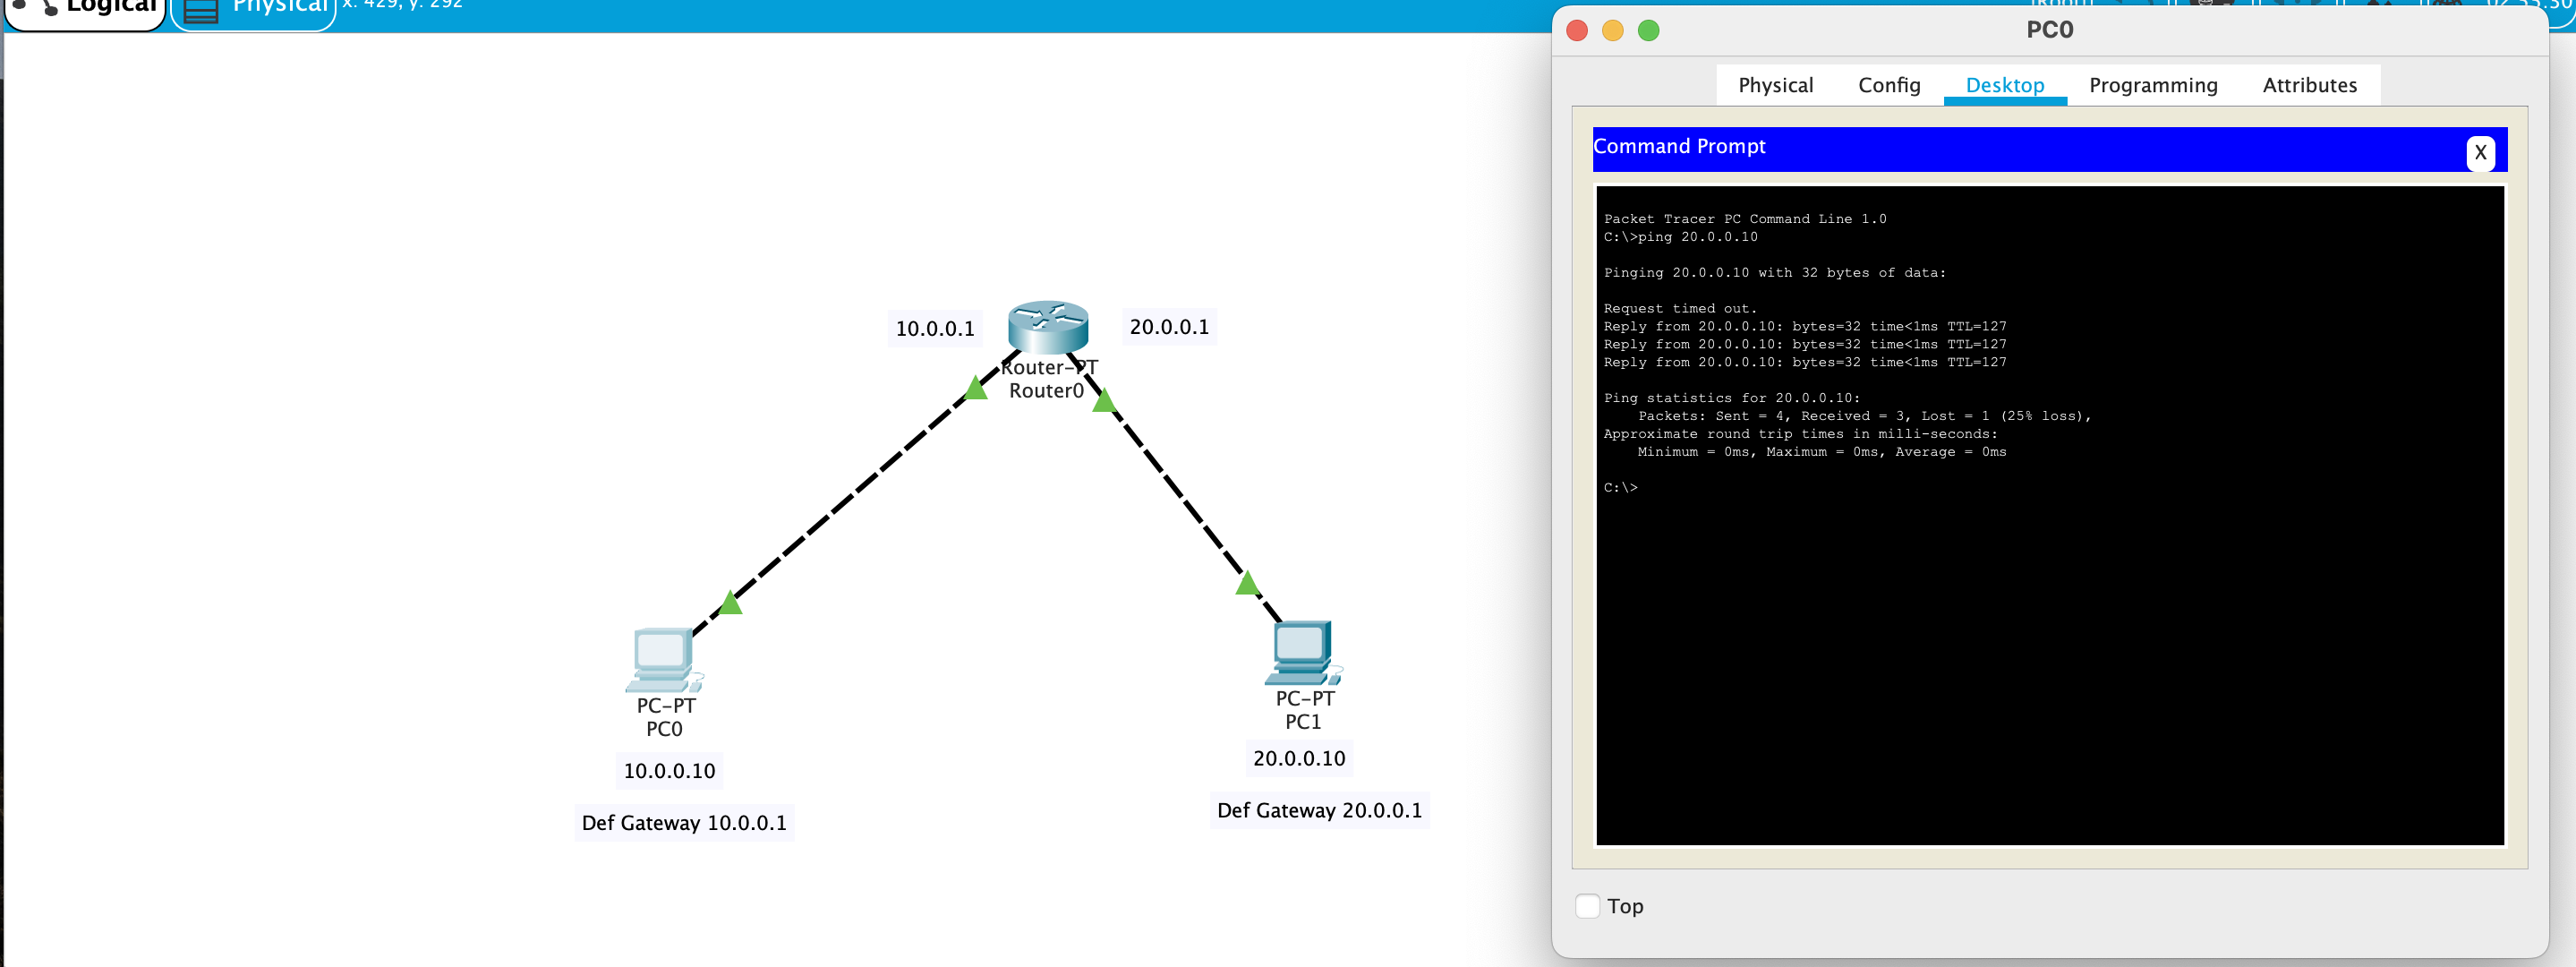 Logical
Physical
x: 429, y: 292
10.0.0.1
20.0.0.1
Router-PT
Router0
PC-PT
PC0
10.0.0.10
Def Gateway 10.0.0.1
PC-PT
PC1
20.0.0.10
Def Gateway 20.0.0.1
PC0
Physical Config Desktop Programming Attributes
Command Prompt
X
Packet Tracer PC Command Line 1.0
C:\>ping 20.0.0.10
Pinging 20.0.0.10 with 32 bytes of data:
Request timed out.
Reply from 20.0.0.10: bytes=32 time<1ms TTL=127
Reply from 20.0.0.10: bytes=32 time<1ms TTL=127
Reply from 20.0.0.10: bytes=32 time<1ms TTL=127
Ping statistics for 20.0.0.10:
Packets: Sent = 4, Received = 3, Lost = 1 (25% loss),
Approximate round trip times in milli-seconds:
Minimum = 0ms, Maximum = 0ms, Average = 0ms
C:\>
Top